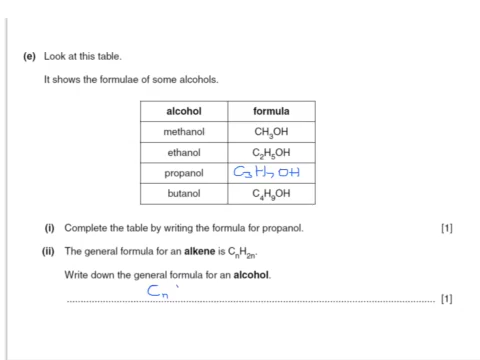 (e) Look at this table.
It shows the formulae of some alcohols.
alcohol formula
methanol CH₃OH
ethanol C₂H₅OH
propanol C₃H₇OH
butanol C₄H₉OH
(i) Complete the table by writing the formula for propanol. [1]
(ii) The general formula for an alkene is CₙH₂ₙ.
Write down the general formula for an alcohol.
Cₙ
[1]